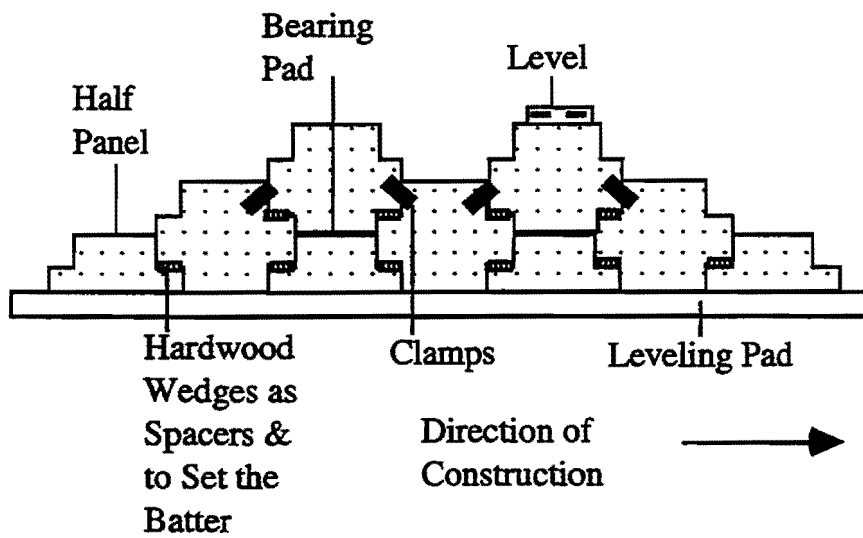 Bearing
Pad
Level
Half
Panel
Hardwood
Wedges as
Spacers &
to Set the
Batter
Clamps
Leveling Pad
Direction of
Construction